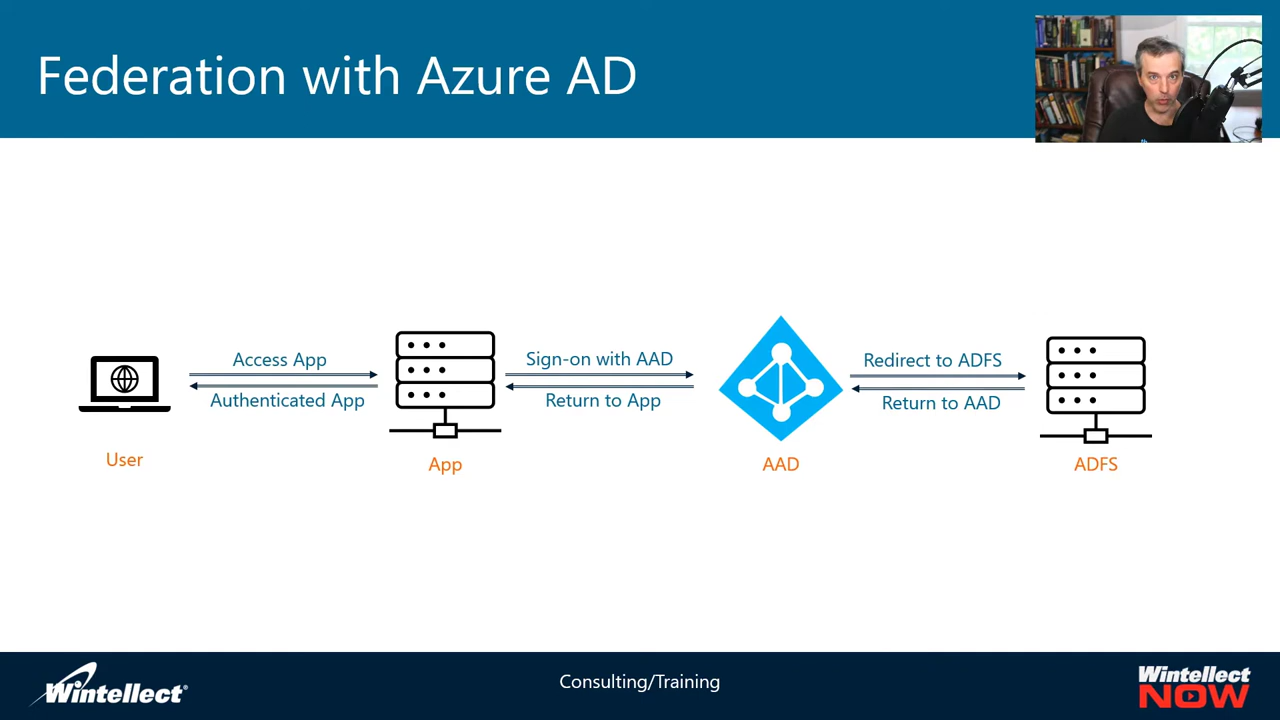 Federation with Azure AD
Access App
Authenticated App
Sign-on with AAD
Return to App
Redirect to ADFS
Return to AAD
User
App
AAD
ADFS
Wintellect®
Consulting/Training
Wintellect
NOW